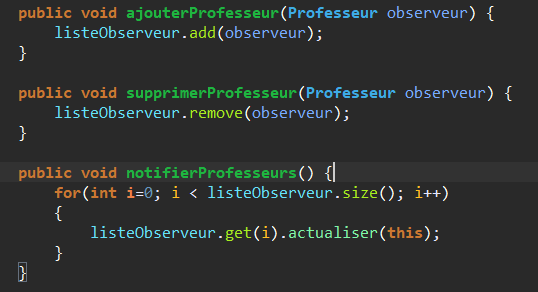 public void ajouterProfesseur(Professeur observeur) {
listeObserveur.add(observeur);
}
public void supprimerProfesseur(Professeur observeur) {
listeObserveur.remove(observeur);
}
public void notifierProfesseurs() {
for(int i=0; i < listeObserveur.size(); i++)
{
listeObserveur.get(i).actualiser(this);
}
}